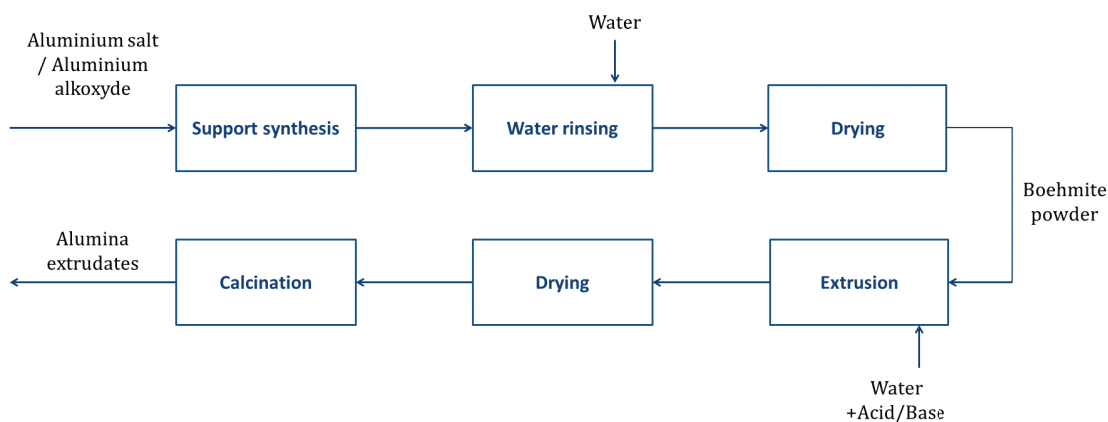 Water
Aluminium salt
/ Aluminium
alkoxyde
Support synthesis
Water rinsing
Drying
Boehmite
powder
Alumina
extrudates
Calcination
Drying
Extrusion
Water
+Acid/Base